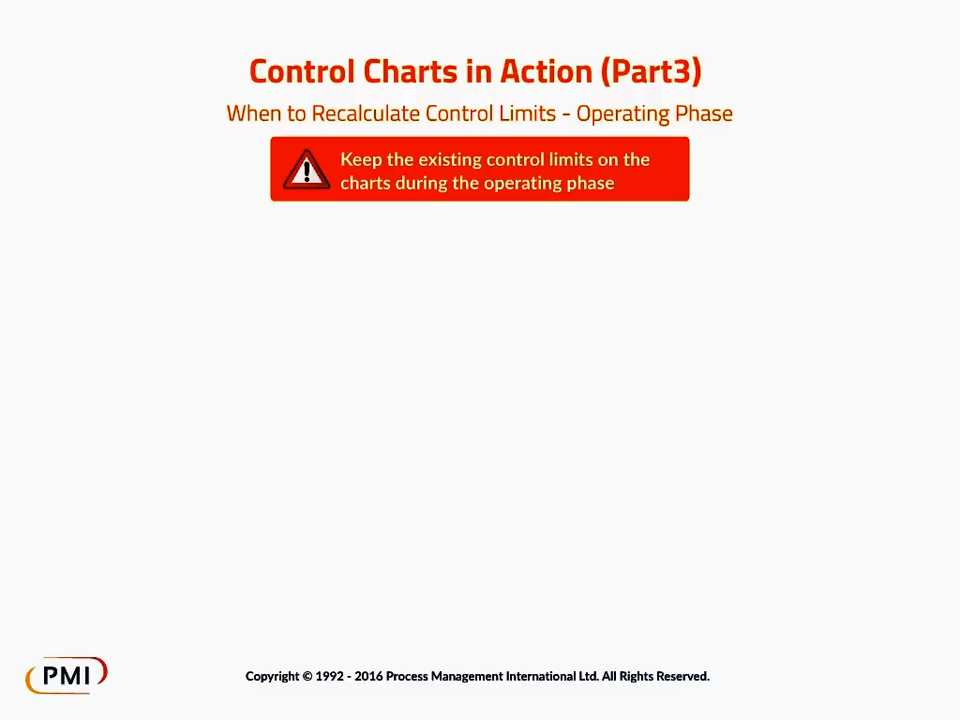 Control Charts in Action (Part3)
When to Recalculate Control Limits - Operating Phase
Keep the existing control limits on the
charts during the operating phase
PMI
Copyright © 1992 - 2016 Process Management International Ltd. All Rights Reserved.